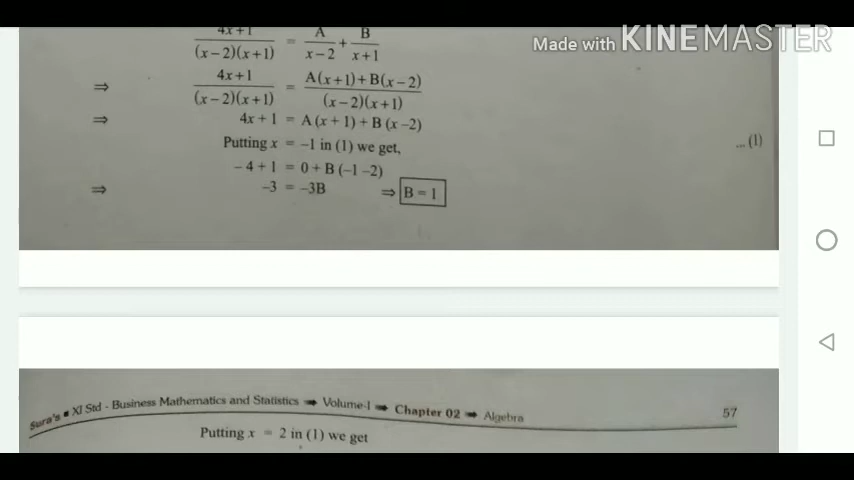 4x+1 / (x−2)(x+1) = A / x−2 + B / x+1
Made with KINEMASTER
⇒ 4x+1 / (x−2)(x+1) = A(x+1)+B(x−2) / (x−2)(x+1)
⇒ 4x+1 = A(x+1)+B(x−2)
Putting x = −1 in (1) we get, ... (1)
−4+1 = 0+B(−1−2)
⇒ −3 = −3B ⇒ B = 1
Sura's ■ XI Std - Business Mathematics and Statistics ➡ Volume-I ➡ Chapter 02 ➡ Algebra 57
Putting x = 2 in (1) we get